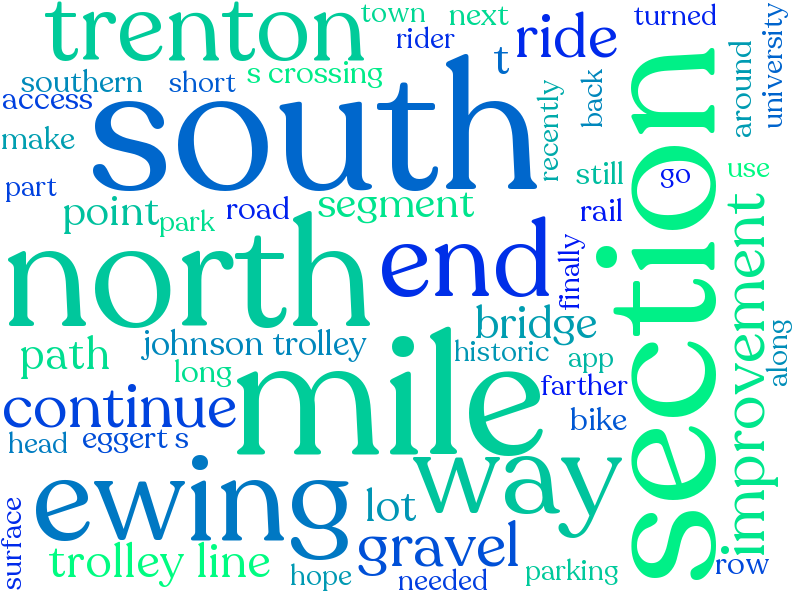 trenton
town
next
rider
ride
turned
university
southern
short
s crossing
t
access
south
recently
back
around
make
section
still
go
use
part
point
park
road
segment
rail
north
end
finally
improvement
path
johnson trolley
bridge
historic
app
along
long
mile
farther
continue
bike
head
eggert s
way
ewing
lot
surface
gravel
trolley line
hope
needed
parking
row